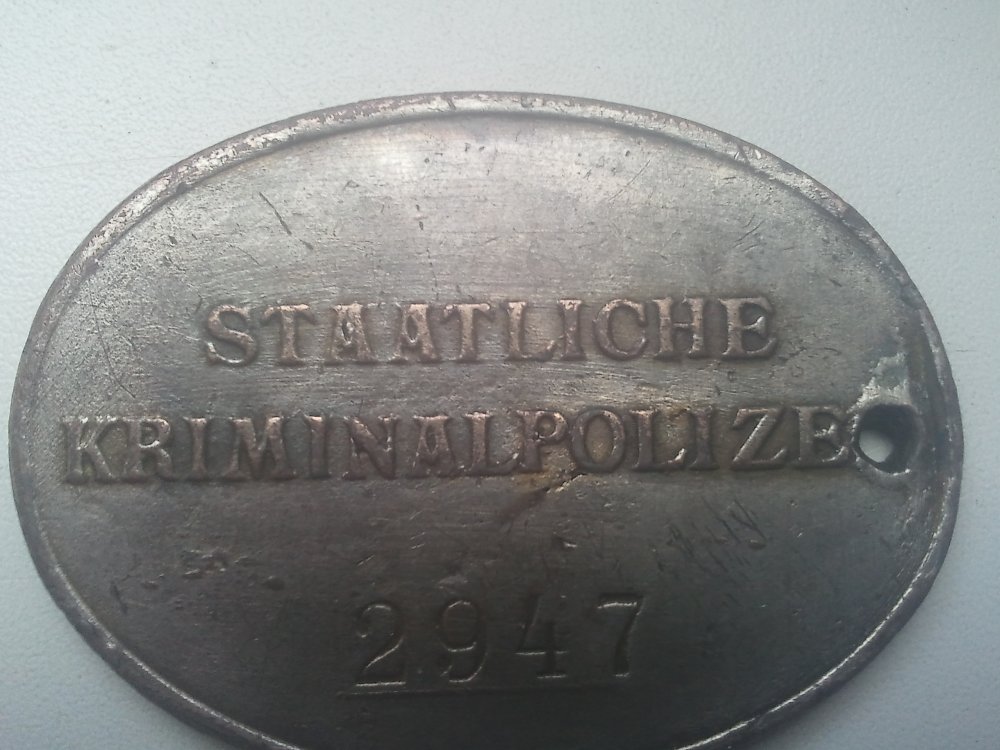 STAATLICHE
KRIMINALPOLIZE
2947